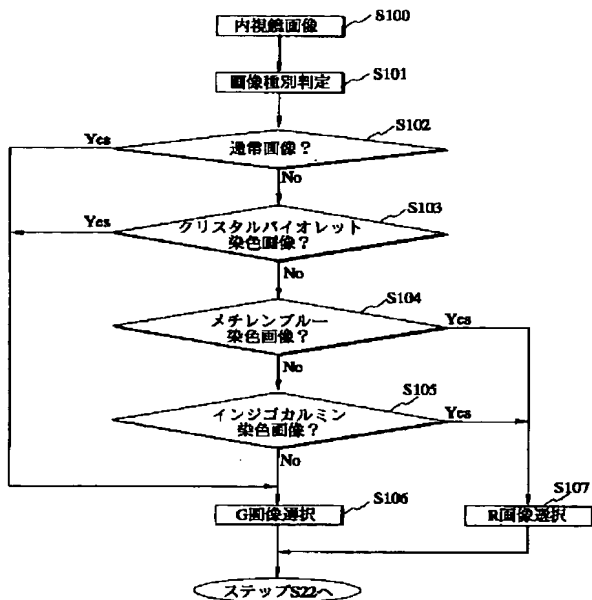 内視鏡画像
S100
画像種別判定
S101
S102
Yes
通常画像？
No
S103
Yes
クリスタルバイオレット
染色画像？
No
S104
メチレンブルー
染色画像？
Yes
No
S105
インジゴカルミン
染色画像？
Yes
No
S106
G画像選択
S107
R画像選択
ステップS22へ